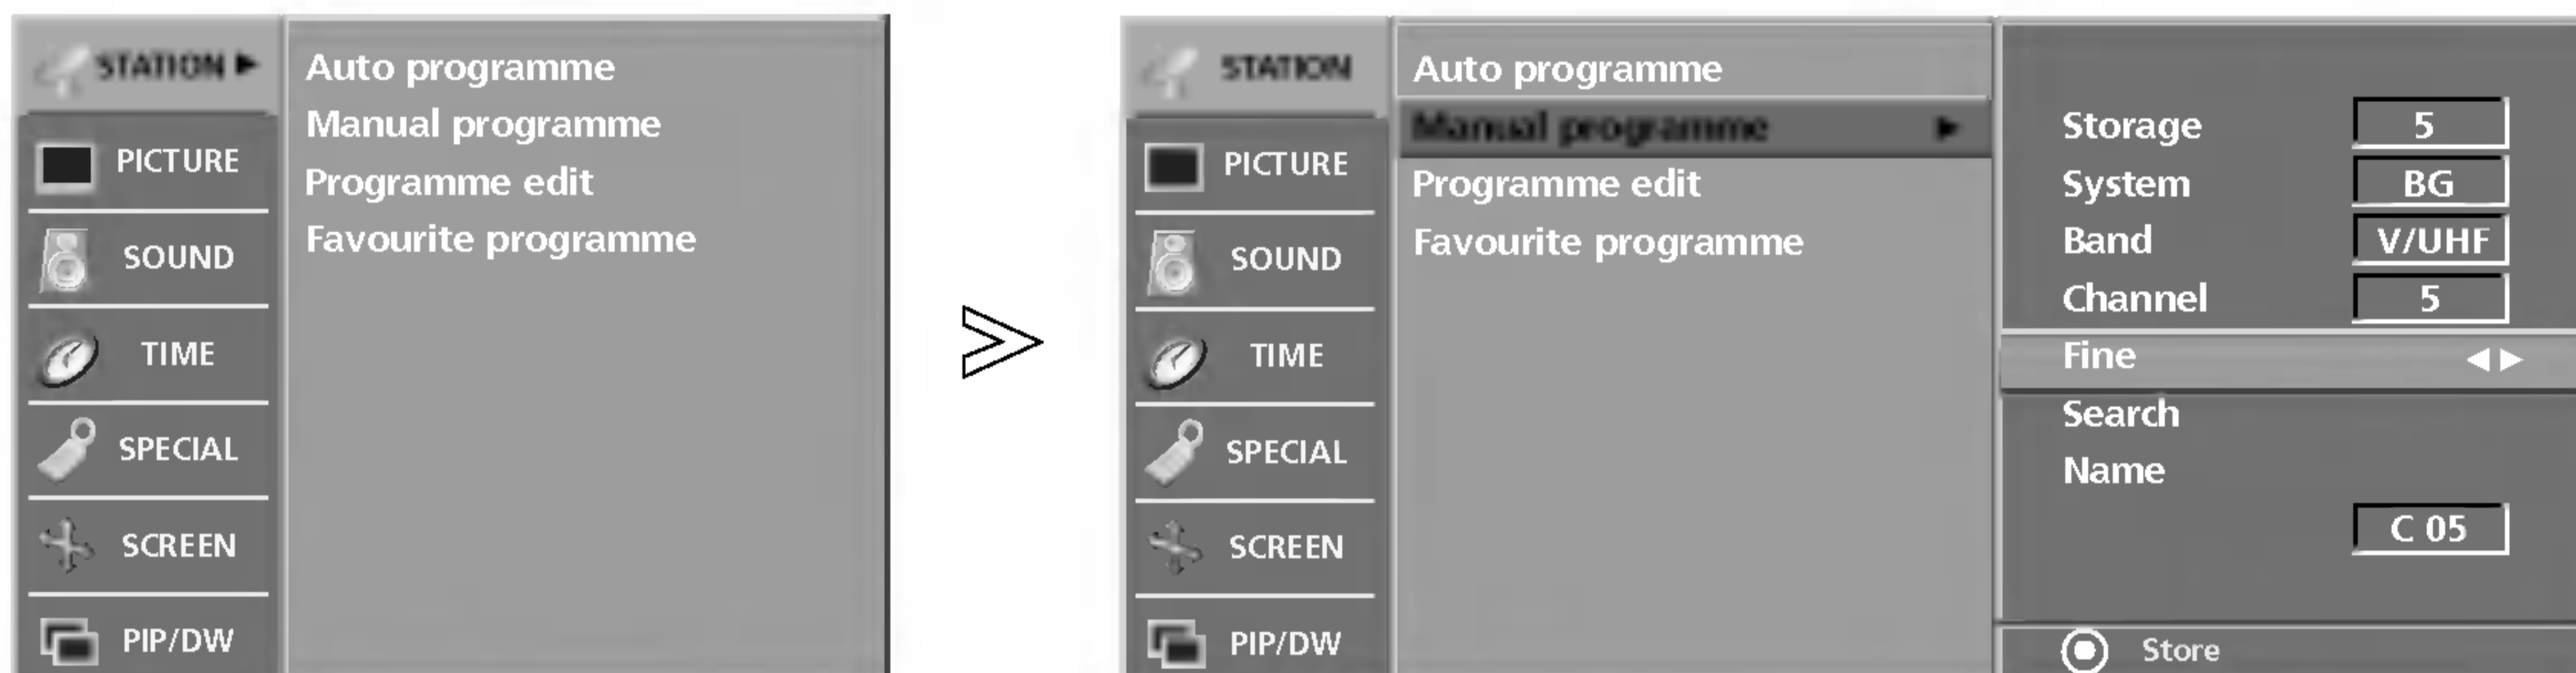 STATION
PICTURE
SOUND
TIME
SPECIAL
SCREEN
PIP/DW
Auto programme
Manual programme
Programme edit
Favourite programme
STATION
PICTURE
SOUND
TIME
SPECIAL
SCREEN
PIP/DW
Auto programme
Manual programme
Programme edit
Favourite programme
Storage 5
System BG
Band V/UHF
Channel 5
Fine
Search
Name
C 05
Store